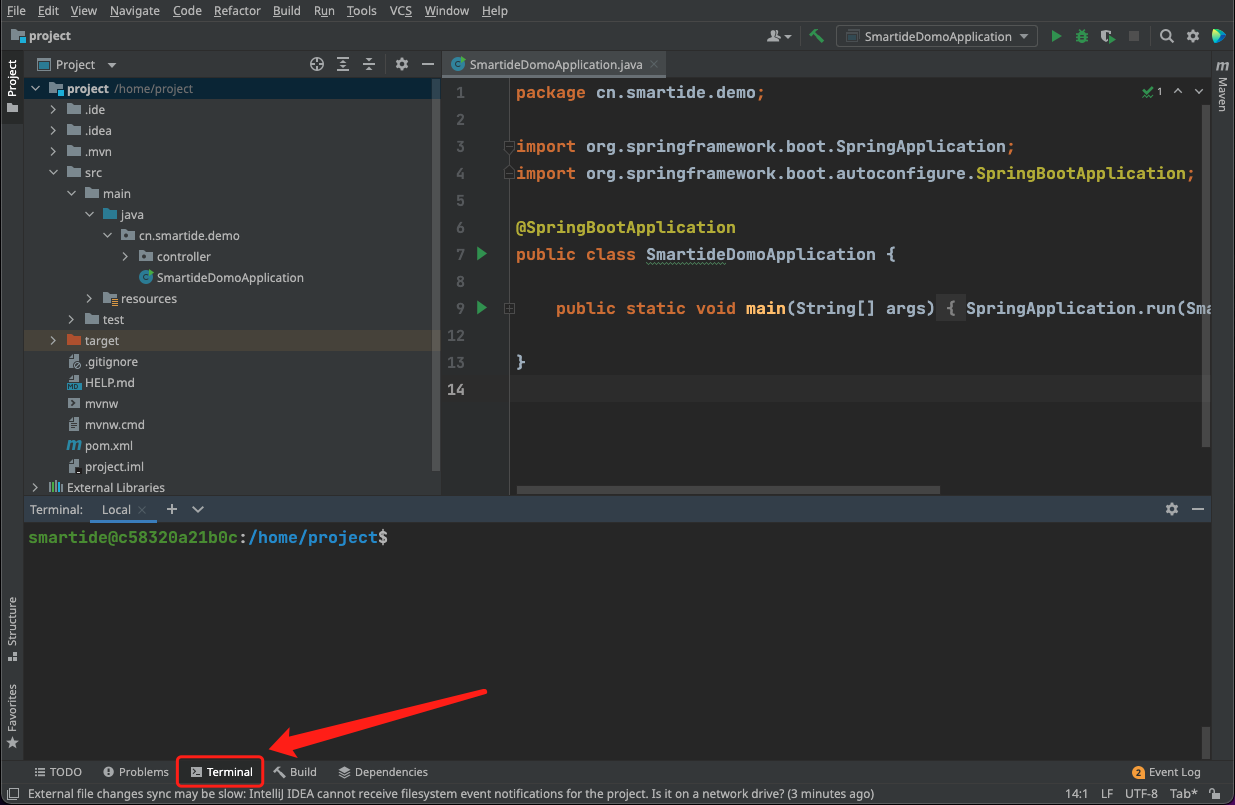 File Edit View Navigate Code Refactor Build Run Tools VCS Window Help
project
SmartideDomoApplication
Project
Project
project /home/project
.ide
.idea
.mvn
src
main
java
cn.smartide.demo
controller
SmartideDomoApplication
resources
test
target
.gitignore
HELP.md
mvnw
mvnw.cmd
pom.xml
project.iml
External Libraries
SmartideDomoApplication.java
1 package cn.smartide.demo;
1
2
3 import org.springframework.boot.SpringApplication;
4 import org.springframework.boot.autoconfigure.SpringBootApplication;
5
6 @SpringBootApplication
7 public class SmartideDomoApplication {
8
9 public static void main(String[] args) { SpringApplication.run(Sma
12
13 }
14
m
Maven
Terminal: Local
smartide@c58320a21b0c:/home/project$
Structure
Favorites
TODO Problems Terminal Build Dependencies 2 Event Log
External file changes sync may be slow: IntelliJ IDEA cannot receive filesystem event notifications for the project. Is it on a network drive? (3 minutes ago) 14:1 LF UTF-8 Tab*